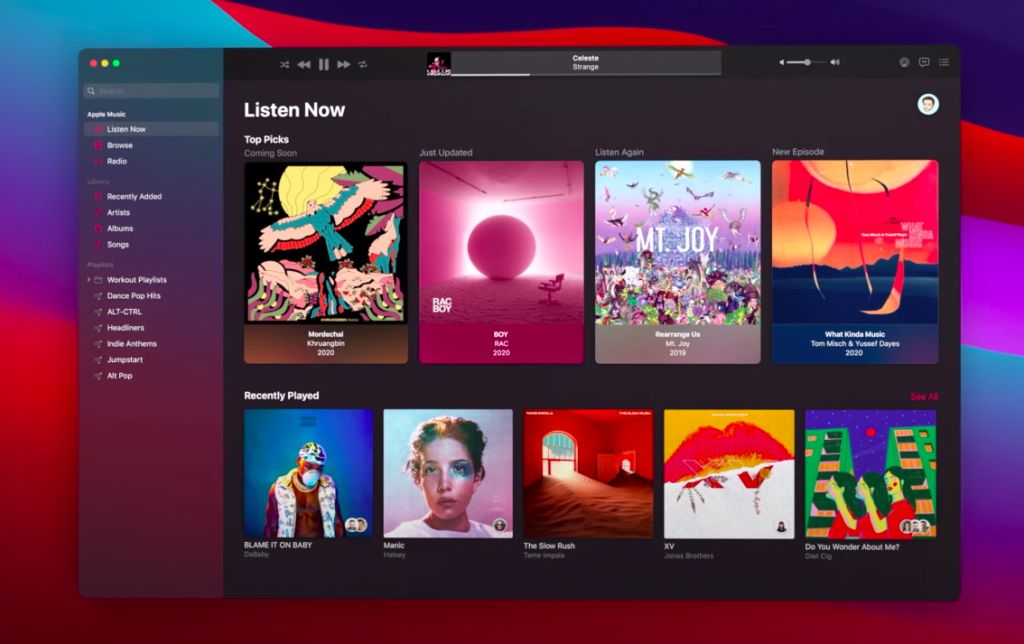 Celeste
Strange
Search
Apple Music
Listen Now
Browse
Radio
Library
Recently Added
Artists
Albums
Songs
Playlists
Workout Playlists
Dance Pop Hits
ALT-CTRL
Headliners
Indie Anthems
Jumpstart
Alt Pop
Listen Now
Top Picks
Coming Soon
Just Updated
Listen Again
New Episode
RAC
BOY
MT. JOY
WHAT
KINDA
MUSIC
Tom Misch & Yussef Dayes
Mordechai
Khruangbin
2020
BOY
RAC
2020
Rearrange Us
Mt. Joy
2019
What Kinda Music
Tom Misch & Yussef Dayes
2020
Recently Played
See All
TAME IMPALA
THE SLOW RUSH
JONAS BROTHERS
XV
BLAME IT ON BABY
DaBaby
Manic
Halsey
The Slow Rush
Tame Impala
XV
Jonas Brothers
Do You Wonder About Me?
Diet Cig